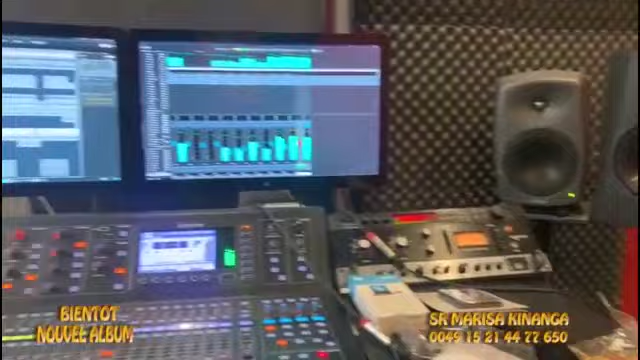 BIENTOT
NOUVEL ALBUM
SR MARISA KINANGA
0049 15 21 44 77 650